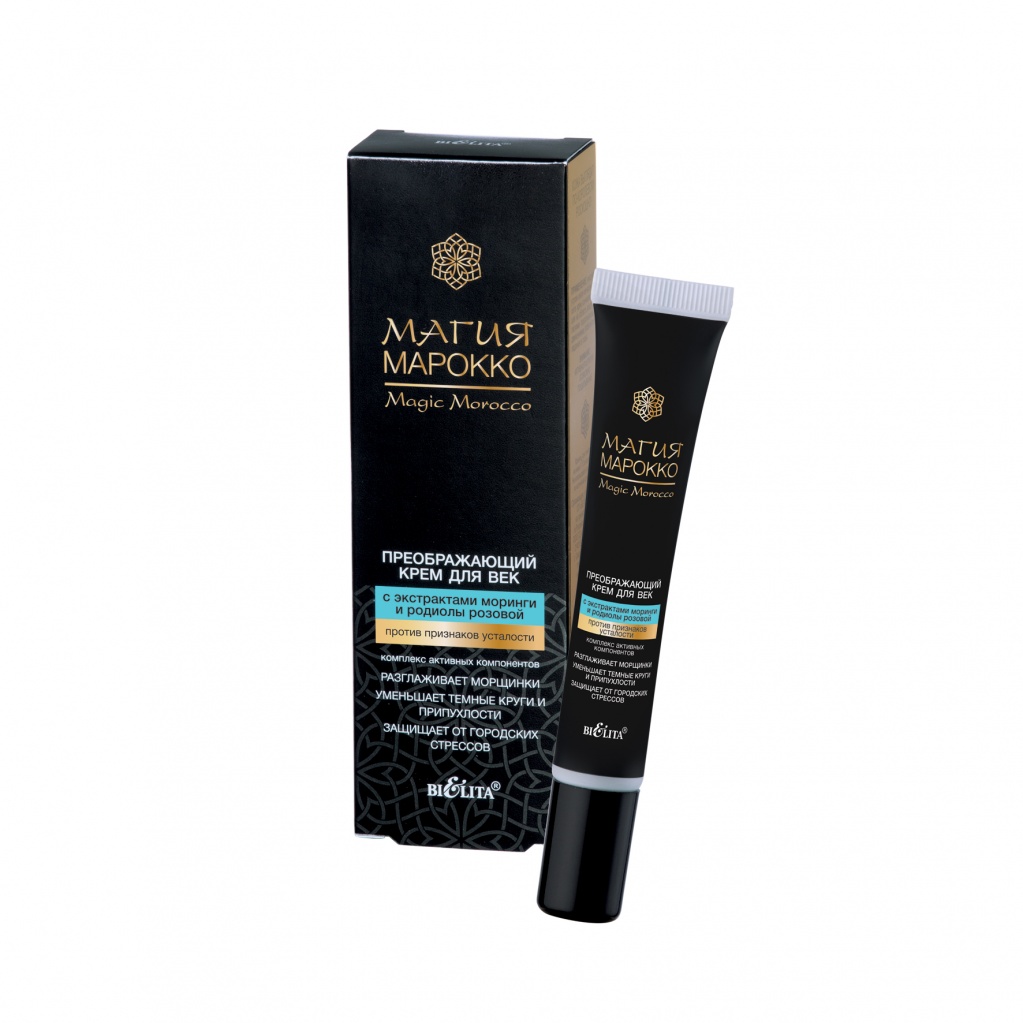 BIELITA®
МАГИЯ
МАРОККО
Magic Morocco
ПРЕОБРАЖАЮЩИЙ
КРЕМ ДЛЯ ВЕК
с экстрактами моринги
и родиолы розовой
против признаков усталости
комплекс активных компонентов
РАЗГЛАЖИВАЕТ МОРЩИНКИ
УМЕНЬШАЕТ ТЕМНЫЕ КРУГИ И
ПРИПУХЛОСТИ
ЗАЩИЩАЕТ ОТ ГОРОДСКИХ
СТРЕССОВ
BIELITA®
МАГИЯ
МАРОККО
Magic Morocco
ПРЕОБРАЖАЮЩИЙ
КРЕМ ДЛЯ ВЕК
с экстрактами моринги
и родиолы розовой
против признаков
усталости
комплекс активных
компонентов
РАЗГЛАЖИВАЕТ МОРЩИНКИ
УМЕНЬШАЕТ ТЕМНЫЕ КРУГИ
И ПРИПУХЛОСТИ
ЗАЩИЩАЕТ ОТ ГОРОДСКИХ
СТРЕССОВ
BIELITA®